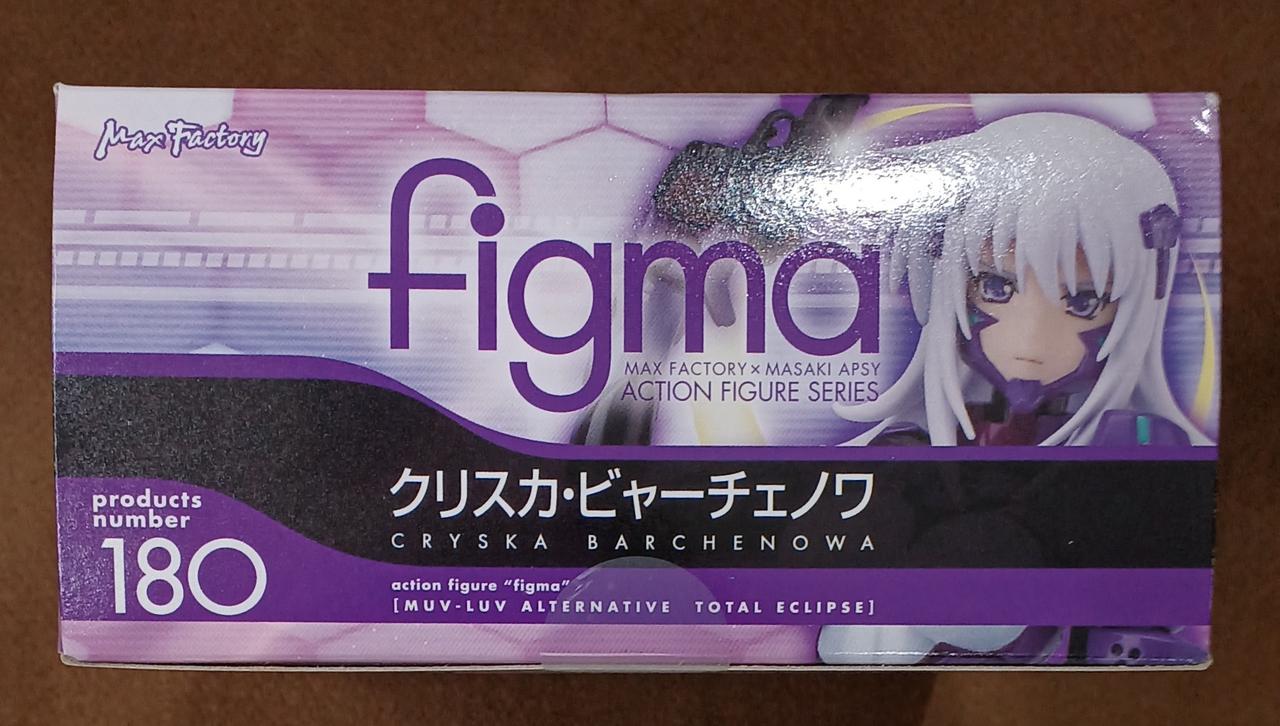 Max Factory
figma
MAX FACTORY × MASAKI APSY
ACTION FIGURE SERIES
クリスカ・ビャーチェノワ
CRYSKA BARCHENOWA
products
number
180
action figure "figma"
[MUV-LUV ALTERNATIVE TOTAL ECLIPSE]